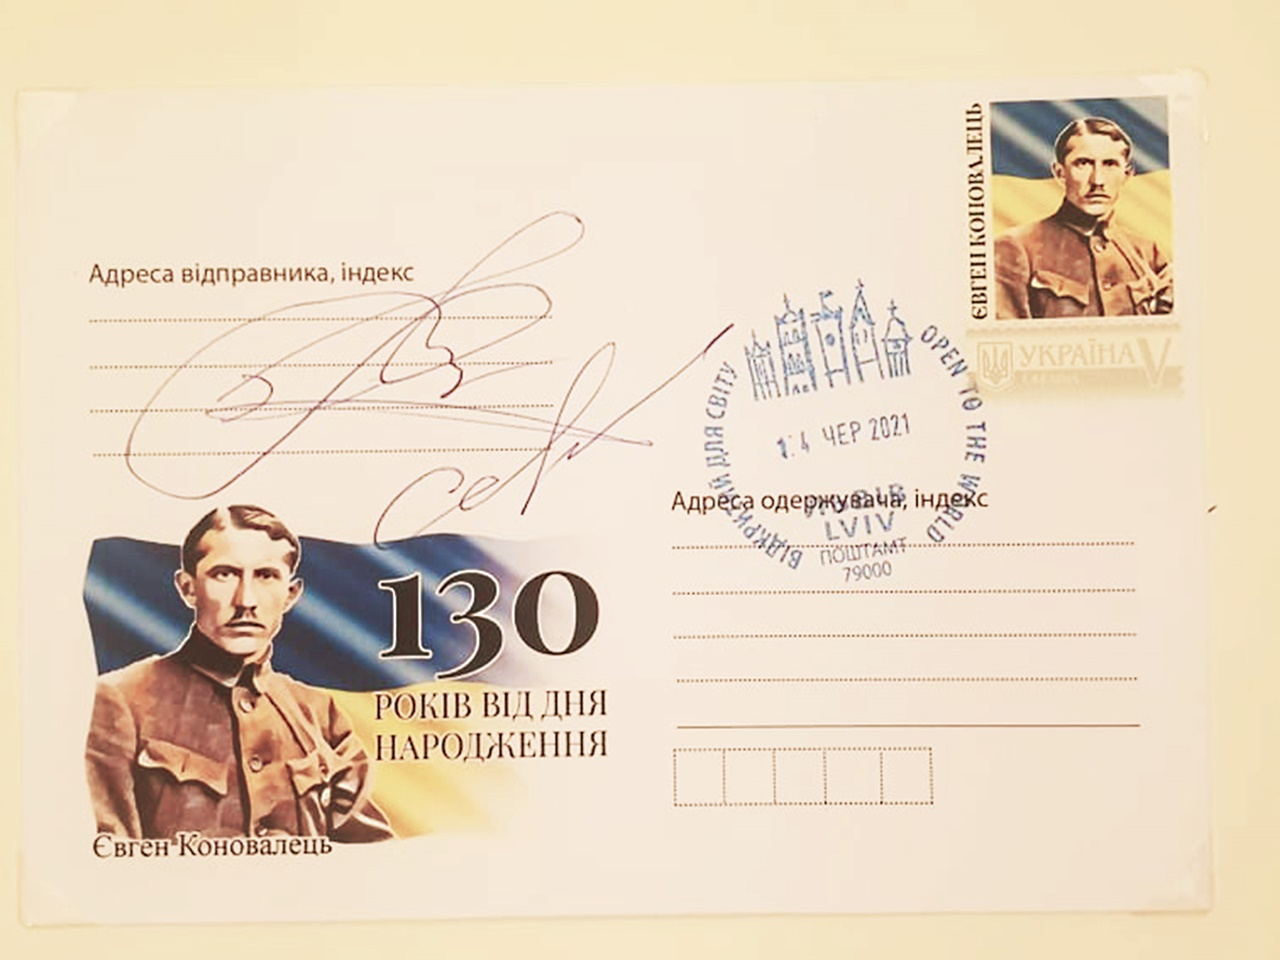 ЄВГЕН КОНОВАЛЕЦЬ
УКРАЇНА V
Адреса відправника, індекс
ВІДКРИТИЙ ДЛЯ СВІТУ
OPEN TO THE WORLD
14 ЧЕР 2021
ЛЬВІВ
LVIV
ПОШТАМТ
79000
Адреса одержувача, індекс
130
РОКІВ ВІД ДНЯ
НАРОДЖЕННЯ
Євген Коновалець